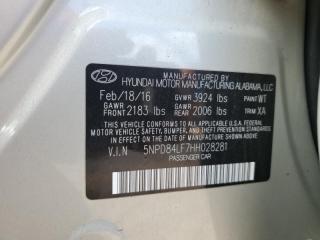 MANUFACTURED BY
HYUNDAI MOTOR MANUFACTURING ALABAMA, LLC
Feb/18/16 GVWR 3924 lbs PAINT WT
GAWR FRONT 2183 lbs GAWR REAR 2006 lbs TRIM XA
THIS VEHICLE CONFORMS TO ALL APPLICABLE U.S.
FEDERAL MOTOR VEHICLE SAFETY, BUMPER, AND THEFT
PREVENTION STANDARDS IN EFFECT ON THE DATE
OF MANUFACTURE SHOWN ABOVE.
V.I.N 5NPD84LF7HH028281
PASSENGER CAR